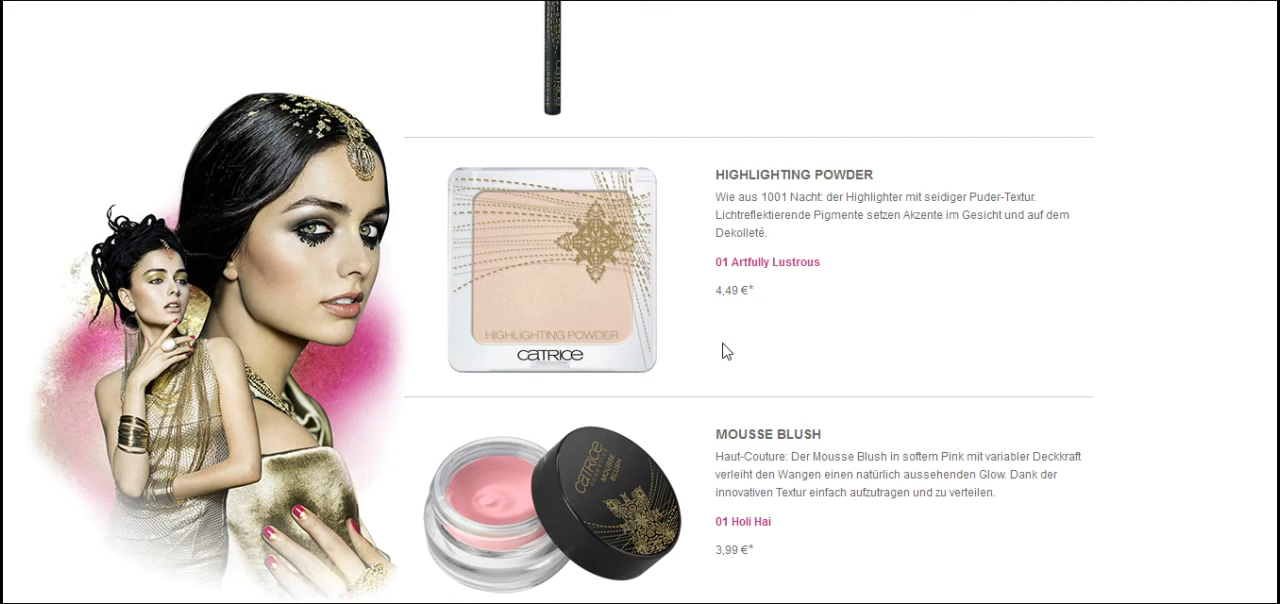 CATRICE
HIGHLIGHTING POWDER
Wie aus 1001 Nacht: der Highlighter mit seidiger Puder-Textur.
Lichtreflektierende Pigmente setzen Akzente im Gesicht und auf dem
Dekolleté.
01 Artfully Lustrous
4,49 €*
HIGHLIGHTING POWDER
CATRICE
MOUSSE BLUSH
Haut-Couture: Der Mousse Blush in softem Pink mit variabler Deckkraft
verleiht den Wangen einen natürlich aussehenden Glow. Dank der
innovativen Textur einfach aufzutragen und zu verteilen.
01 Holi Hai
3,99 €*
CATRICE
COSMETICS
MOUSSE
BLUSH